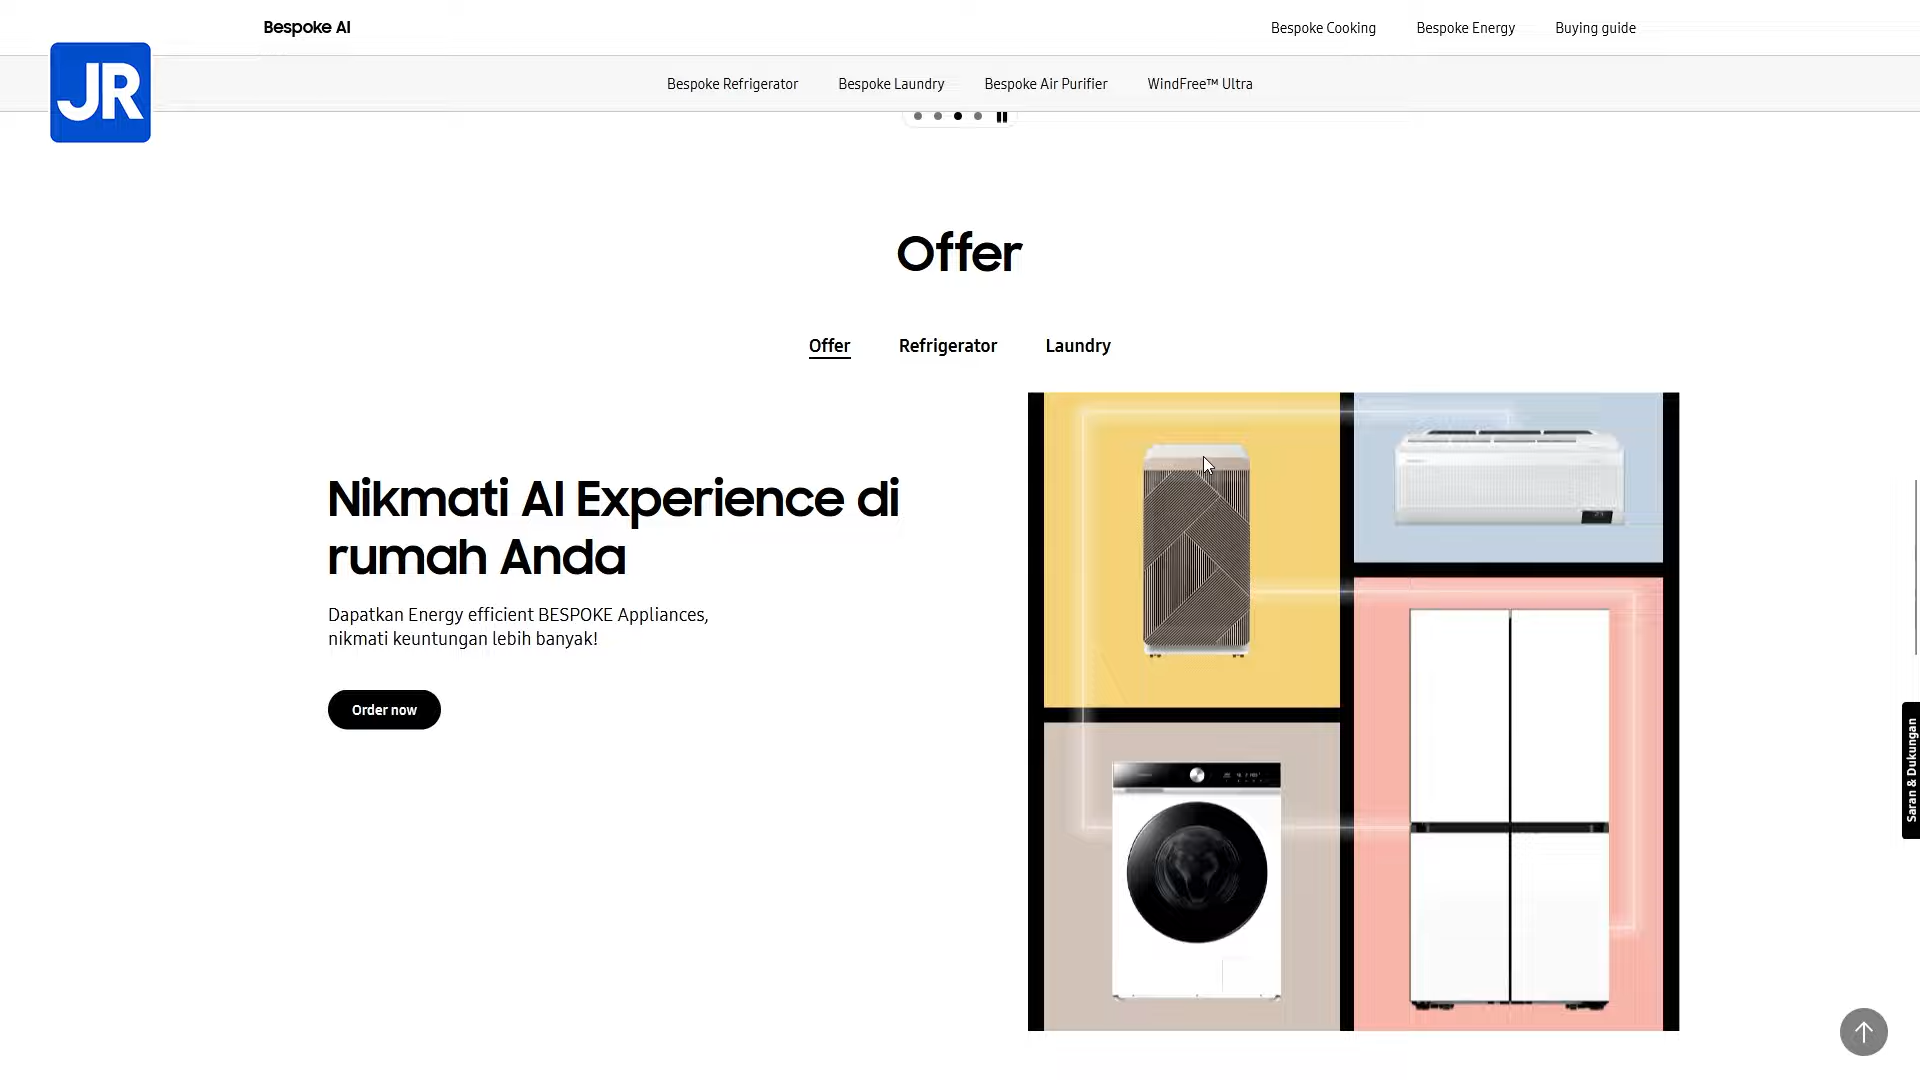 Bespoke AI
Bespoke Cooking
Bespoke Energy
Buying guide
JR
Bespoke Refrigerator
Bespoke Laundry
Bespoke Air Purifier
WindFree™ Ultra
Offer
Offer
Refrigerator
Laundry
Nikmati AI Experience di
rumah Anda
Dapatkan Energy efficient BESPOKE Appliances,
nikmati keuntungan lebih banyak!
Order now
Saran & Dukungan